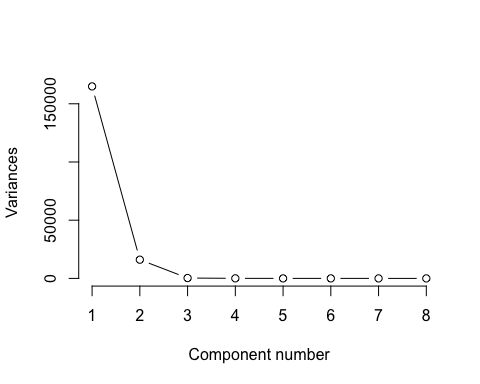 150000
50000
0
Variances
1 2 3 4 5 6 7 8
Component number